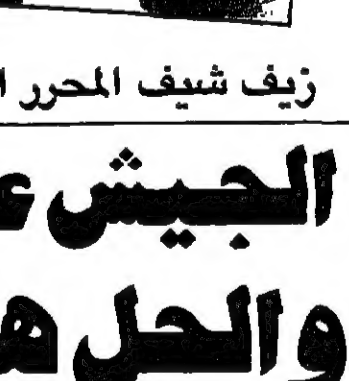 زيف شيف المحرر ا
الجيش ع
والحل ه